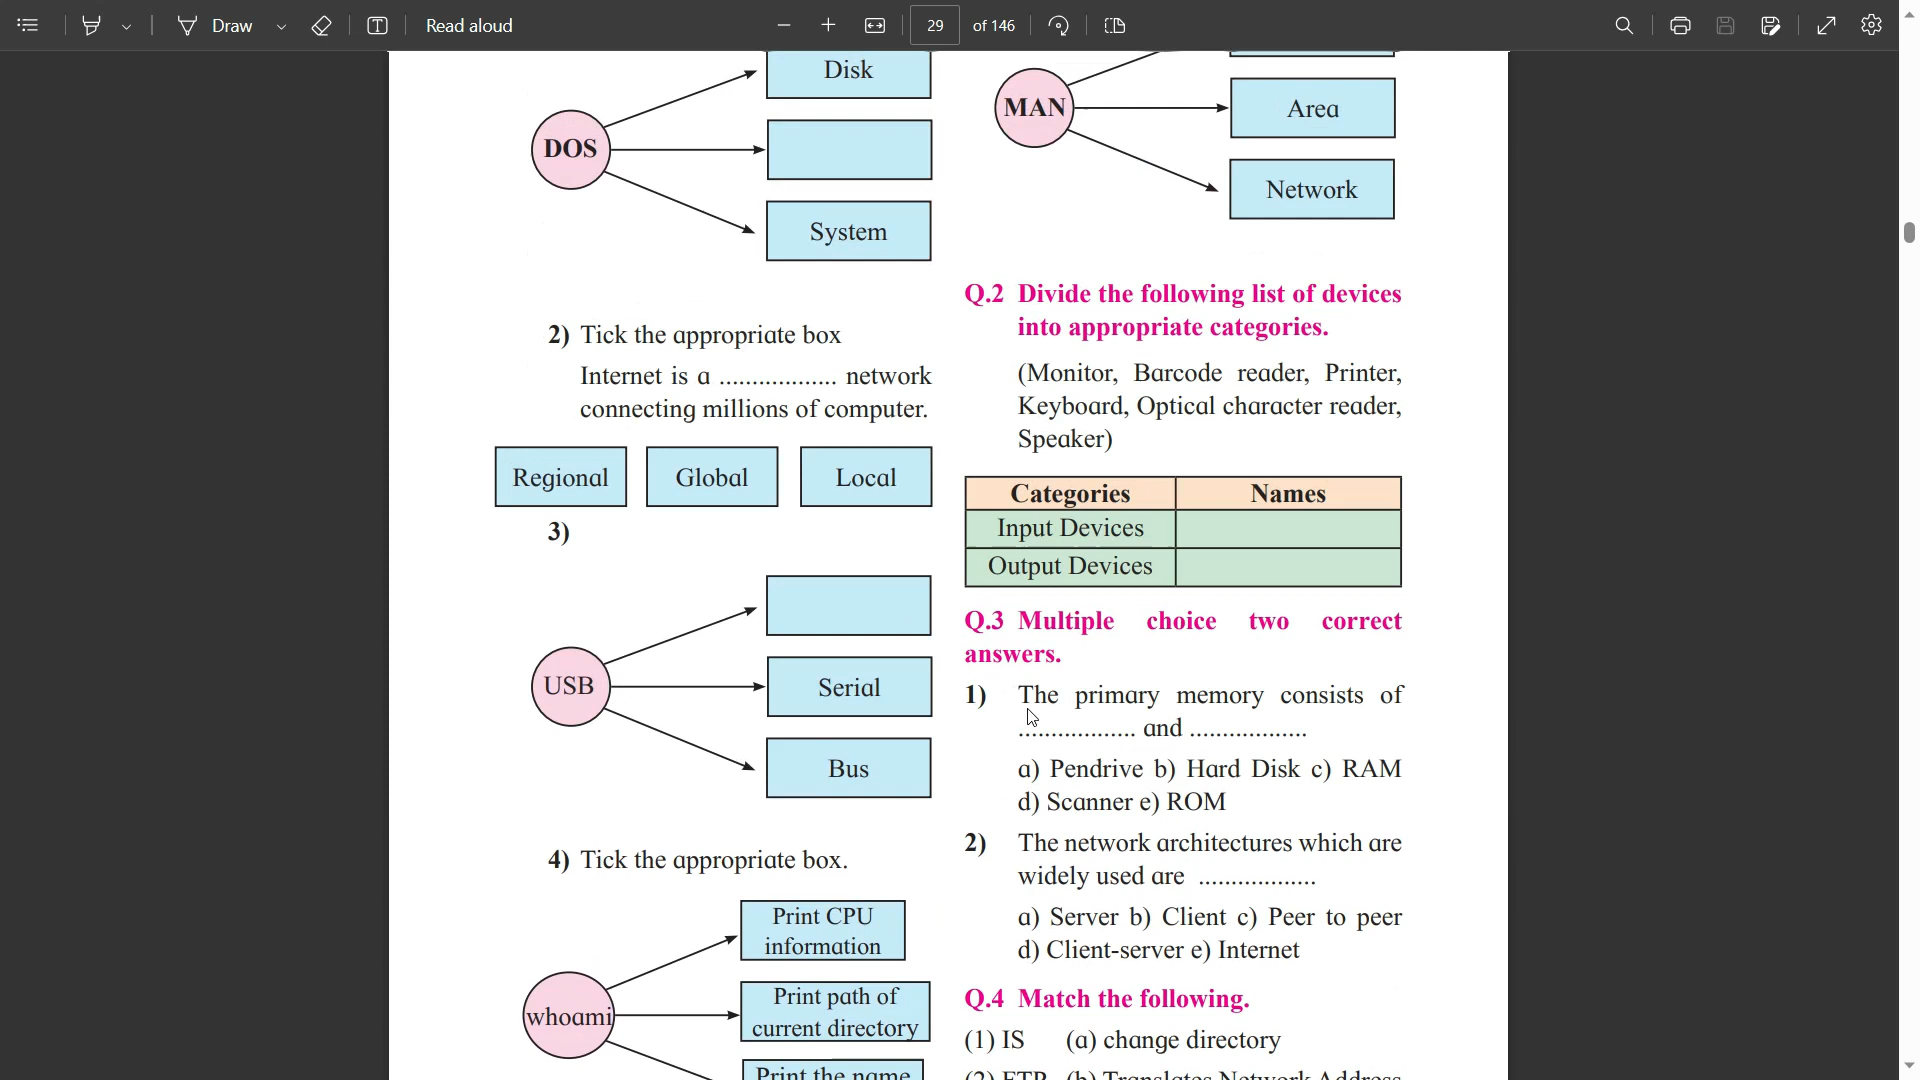 Draw
Read aloud
29 of 146
Disk
DOS
System
2) Tick the appropriate box
Internet is a .................. network
connecting millions of computer.
Regional Global Local
3)
USB
Serial
Bus
4) Tick the appropriate box.
Print CPU
information
whoami
Print path of
current directory
Print the name
MAN
Area
Network
Q.2 Divide the following list of devices
into appropriate categories.
(Monitor, Barcode reader, Printer,
Keyboard, Optical character reader,
Speaker)
Categories Names
Input Devices
Output Devices
Q.3 Multiple choice two correct
answers.
1) The primary memory consists of
.................. and ..................
a) Pendrive b) Hard Disk c) RAM
d) Scanner e) ROM
2) The network architectures which are
widely used are ..................
a) Server b) Client c) Peer to peer
d) Client-server e) Internet
Q.4 Match the following.
(1) IS (a) change directory
(2) FTP (b) Translates Network Address